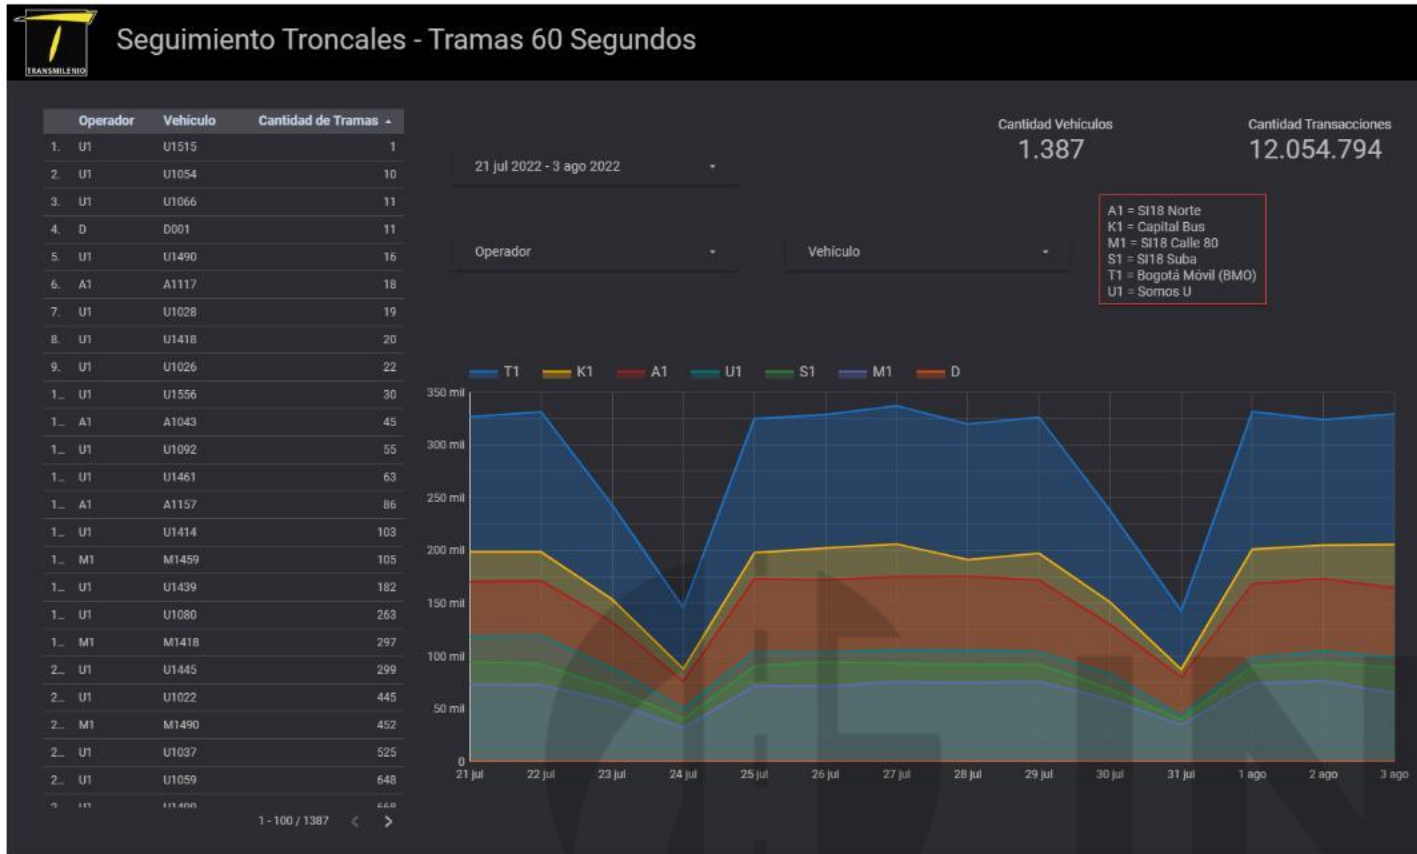 TRANSMILENIO
Seguimiento Troncales - Tramas 60 Segundos
Operador Vehículo Cantidad de Tramas
1. U1 U1515 1
2. U1 U1054 10
3. U1 U1066 11
4. D D001 11
5. U1 U1490 16
6. A1 A1117 18
7. U1 U1028 19
8. U1 U1418 20
9. U1 U1026 22
1... U1 U1556 30
1... A1 A1043 45
1... U1 U1092 55
1... U1 U1461 63
1... A1 A1157 86
1... U1 U1414 103
1... M1 M1459 105
1... U1 U1439 182
1... U1 U1080 263
1... M1 M1418 297
2... U1 U1445 299
2... U1 U1022 445
2... M1 M1490 452
2... U1 U1037 525
2... U1 U1059 648
1 - 100 / 1387
21 jul 2022 - 3 ago 2022
Operador
Vehículo
Cantidad Vehículos
1.387
Cantidad Transacciones
12.054.794
A1 = SI18 Norte
K1 = Capital Bus
M1 = SI18 Calle 80
S1 = SI18 Suba
T1 = Bogotá Móvil (BMO)
U1 = Somos U
T1 K1 A1 U1 S1 M1 D
350 mil
300 mil
250 mil
200 mil
150 mil
100 mil
50 mil
0
21 jul 22 jul 23 jul 24 jul 25 jul 26 jul 27 jul 28 jul 29 jul 30 jul 31 jul 1 ago 2 ago 3 ago